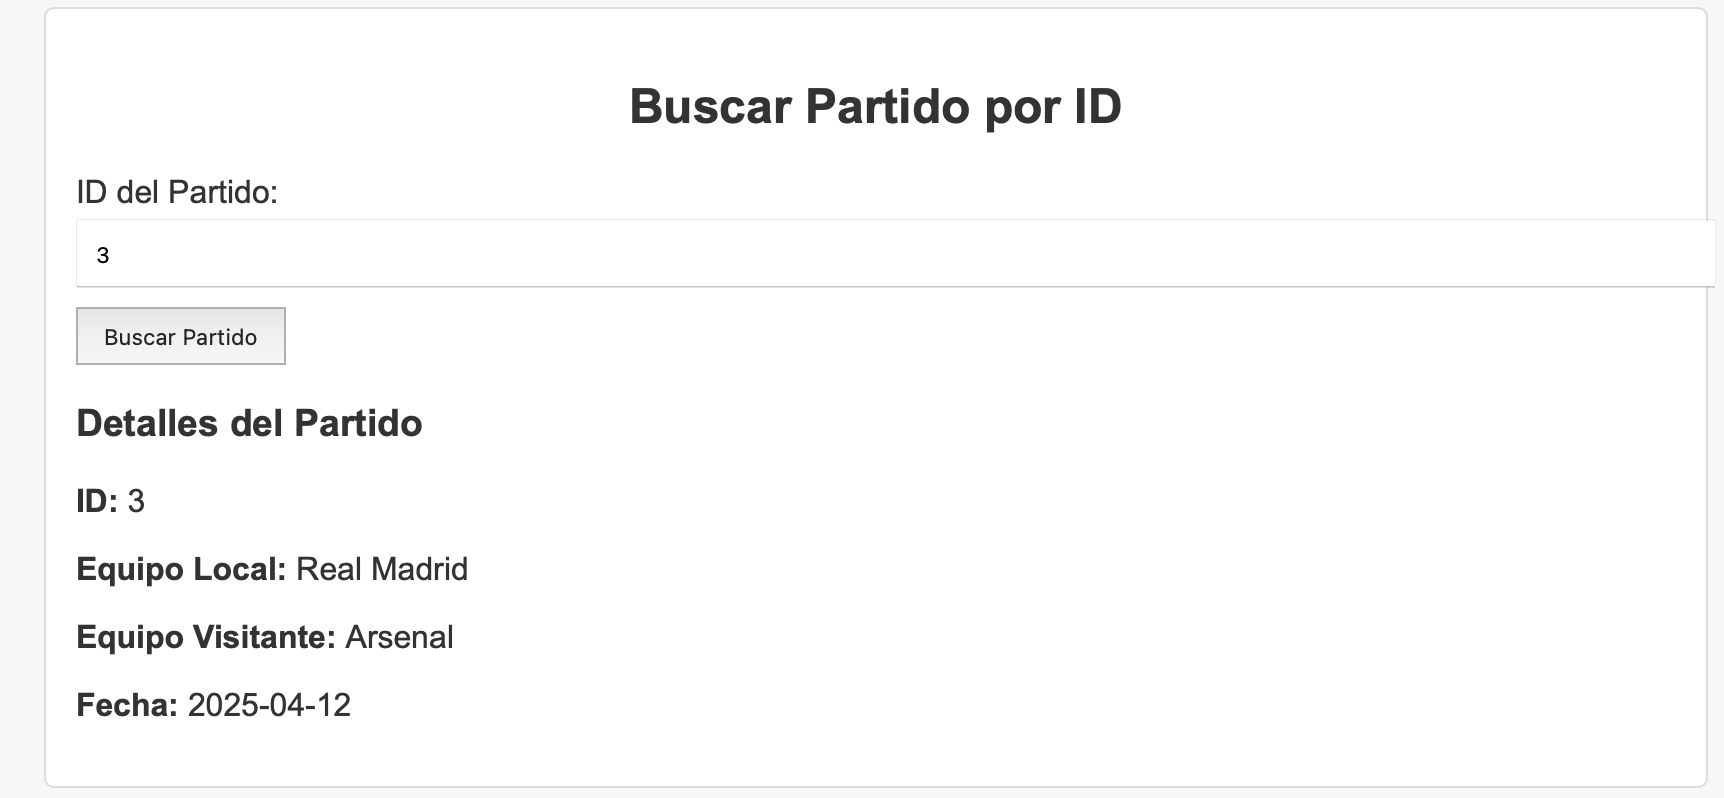 Buscar Partido por ID
ID del Partido:
3
Buscar Partido
Detalles del Partido
ID: 3
Equipo Local: Real Madrid
Equipo Visitante: Arsenal
Fecha: 2025-04-12